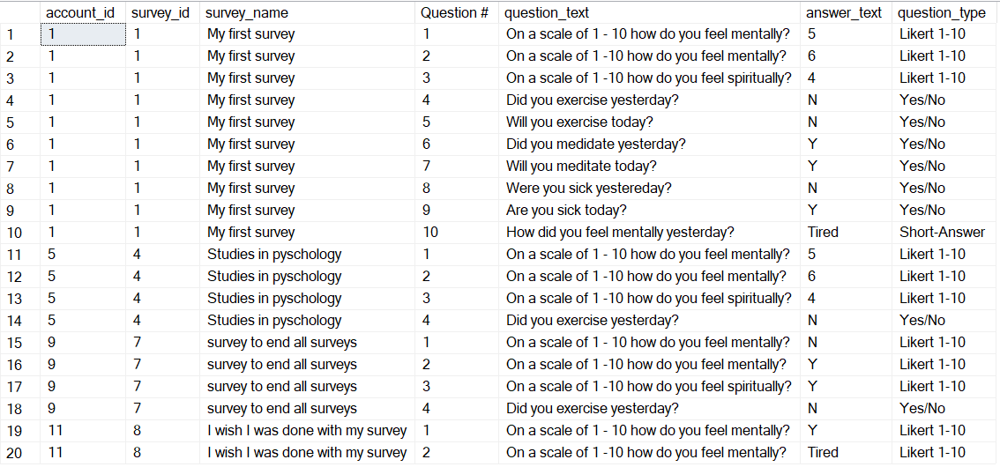 account_id survey_id survey_name Question # question_text answer_text question_type
1 1 1 My first survey 1 On a scale of 1 - 10 how do you feel mentally? 5 Likert 1-10
2 1 1 My first survey 2 On a scale of 1 -10 how do you feel mentally? 6 Likert 1-10
3 1 1 My first survey 3 On a scale of 1 -10 how do you feel spiritually? 4 Likert 1-10
4 1 1 My first survey 4 Did you exercise yesterday? N Yes/No
5 1 1 My first survey 5 Will you exercise today? N Yes/No
6 1 1 My first survey 6 Did you medidate yesterday? Y Yes/No
7 1 1 My first survey 7 Will you meditate today? Y Yes/No
8 1 1 My first survey 8 Were you sick yestereday? N Yes/No
9 1 1 My first survey 9 Are you sick today? Y Yes/No
10 1 1 My first survey 10 How did you feel mentally yesterday? Tired Short-Answer
11 5 4 Studies in pyschology 1 On a scale of 1 - 10 how do you feel mentally? 5 Likert 1-10
12 5 4 Studies in pyschology 2 On a scale of 1 -10 how do you feel mentally? 6 Likert 1-10
13 5 4 Studies in pyschology 3 On a scale of 1 -10 how do you feel spiritually? 4 Likert 1-10
14 5 4 Studies in pyschology 4 Did you exercise yesterday? N Yes/No
15 9 7 survey to end all surveys 1 On a scale of 1 - 10 how do you feel mentally? N Likert 1-10
16 9 7 survey to end all surveys 2 On a scale of 1 -10 how do you feel mentally? Y Likert 1-10
17 9 7 survey to end all surveys 3 On a scale of 1 -10 how do you feel spiritually? Y Likert 1-10
18 9 7 survey to end all surveys 4 Did you exercise yesterday? N Yes/No
19 11 8 I wish I was done with my survey 1 On a scale of 1 - 10 how do you feel mentally? Y Likert 1-10
20 11 8 I wish I was done with my survey 2 On a scale of 1 -10 how do you feel mentally? Tired Likert 1-10